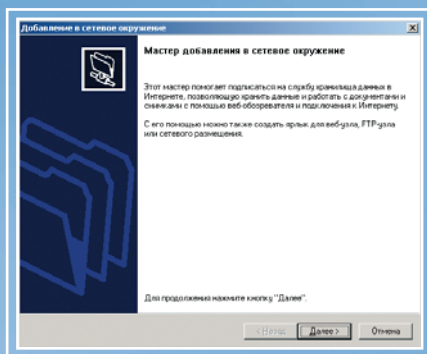 Добавление в сетевое окружение
Мастер добавления в сетевое окружение
Этот мастер помогает подписаться на службу хранилища данных в
Интернете, позволяющую хранить данные и работать с документами и
снимками с помощью веб-обозревателя и подключения к Интернету.
С его помощью можно также создать ярлык для веб-узла, FTP-узла
или сетевого размещения.
Для продолжения нажмите кнопку "Далее".
< Назад Далее > Отмена